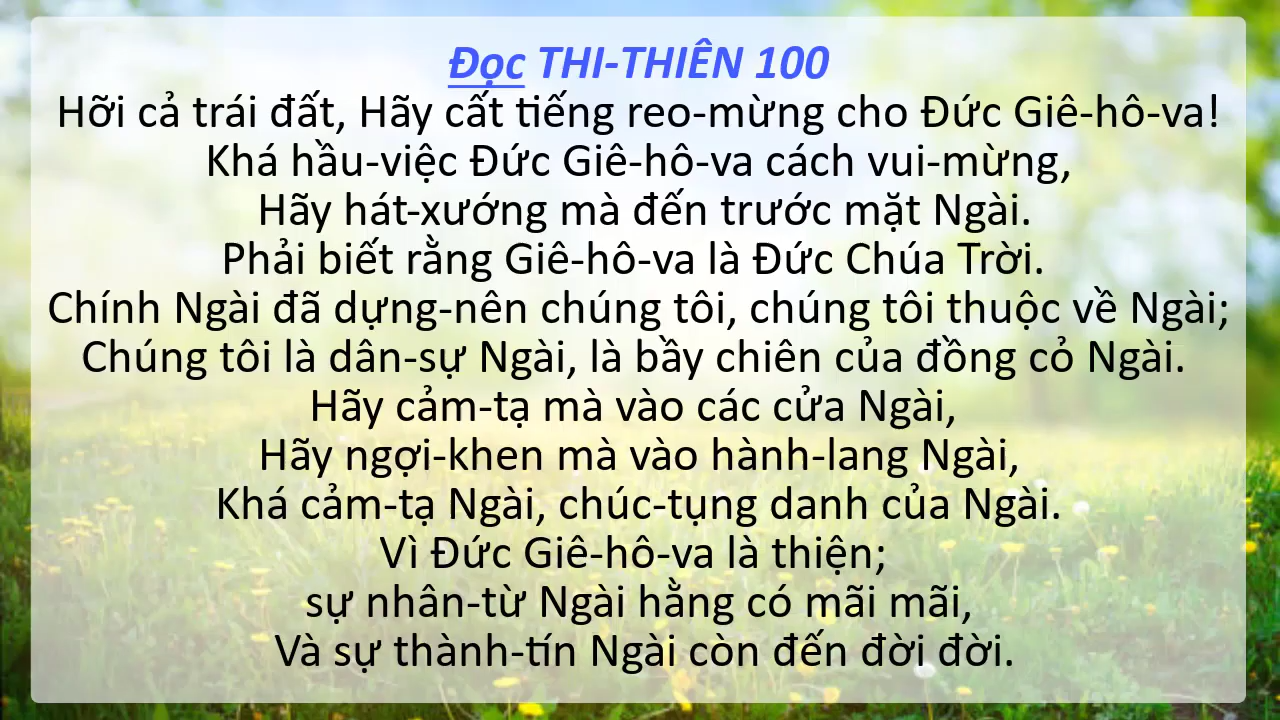 Đọc THI-THIÊN 100
Hỡi cả trái đất, Hãy cất tiếng reo-mừng cho Đức Giê-hô-va!
Khá hầu-việc Đức Giê-hô-va cách vui-mừng,
Hãy hát-xướng mà đến trước mặt Ngài.
Phải biết rằng Giê-hô-va là Đức Chúa Trời.
Chính Ngài đã dựng-nên chúng tôi, chúng tôi thuộc về Ngài;
Chúng tôi là dân-sự Ngài, là bầy chiên của đồng cỏ Ngài.
Hãy cảm-tạ mà vào các cửa Ngài,
Hãy ngợi-khen mà vào hành-lang Ngài,
Khá cảm-tạ Ngài, chúc-tụng danh của Ngài.
Vì Đức Giê-hô-va là thiện;
sự nhân-từ Ngài hằng có mãi mãi,
Và sự thành-tín Ngài còn đến đời đời.